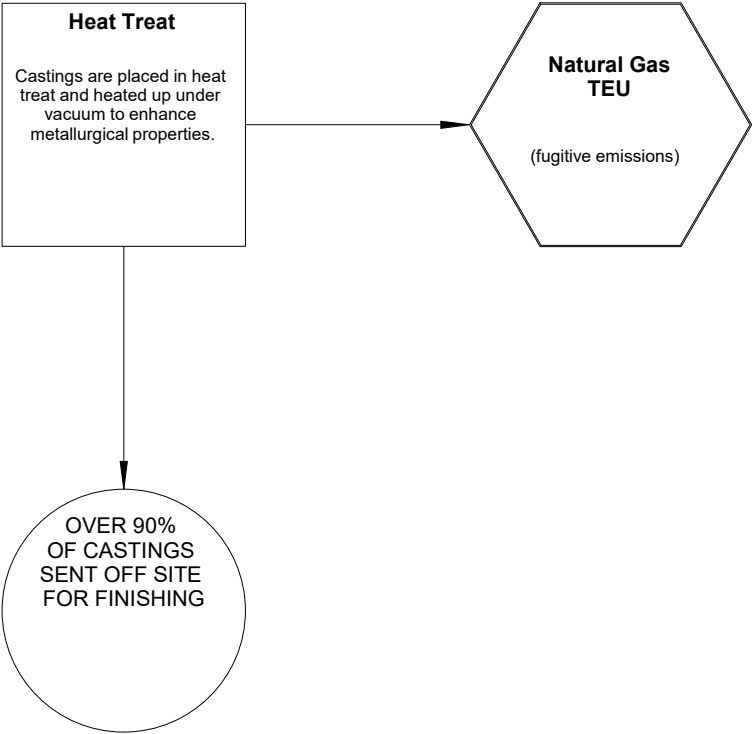 Heat Treat
Castings are placed in heat
treat and heated up under
vacuum to enhance
metallurgical properties.
Natural Gas
TEU
(fugitive emissions)
OVER 90%
OF CASTINGS
SENT OFF SITE
FOR FINISHING